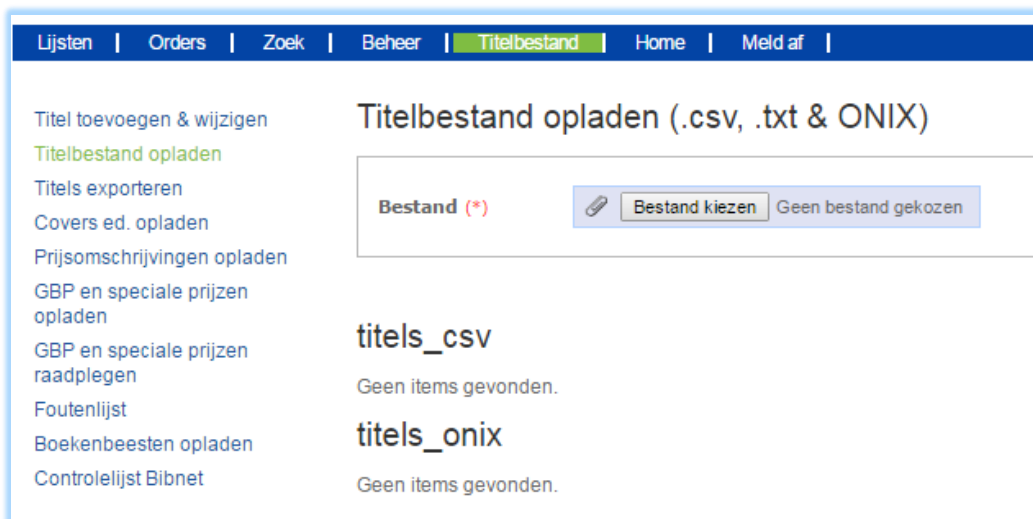 Lijsten | Orders | Zoek | Beheer | Titelbestand | Home | Meld af |
Titel toevoegen & wijzigen
Titelbestand opladen
Titels exporteren
Covers ed. opladen
Prijsomschrijvingen opladen
GBP en speciale prijzen
opladen
GBP en speciale prijzen
raadplegen
Foutenlijst
Boekenbeesten opladen
Controlelijst Bibnet
Titelbestand opladen (.csv, .txt & ONIX)
Bestand (*) Bestand kiezen Geen bestand gekozen
titels_csv
Geen items gevonden.
titels_onix
Geen items gevonden.